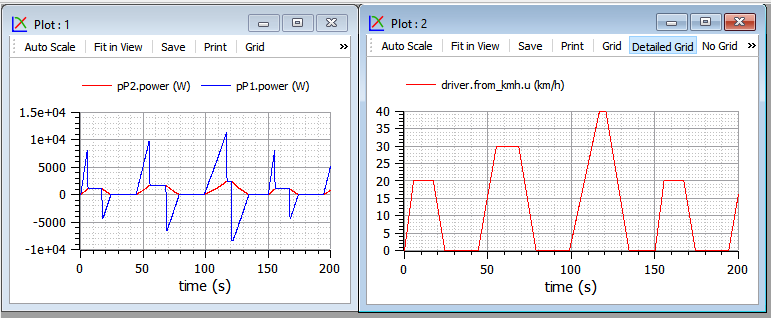 Plot : 1
Auto Scale Fit in View Save Print Grid »
pP2.power (W) pP1.power (W)
1.5e+04
1e+04
5000
0
-5000
-1e+04
0 50 100 150 200
time (s)
Plot : 2
Auto Scale Fit in View Save Print Grid Detailed Grid No Grid »
driver.from_kmh.u (km/h)
40
35
30
25
20
15
10
5
0
0 50 100 150 200
time (s)